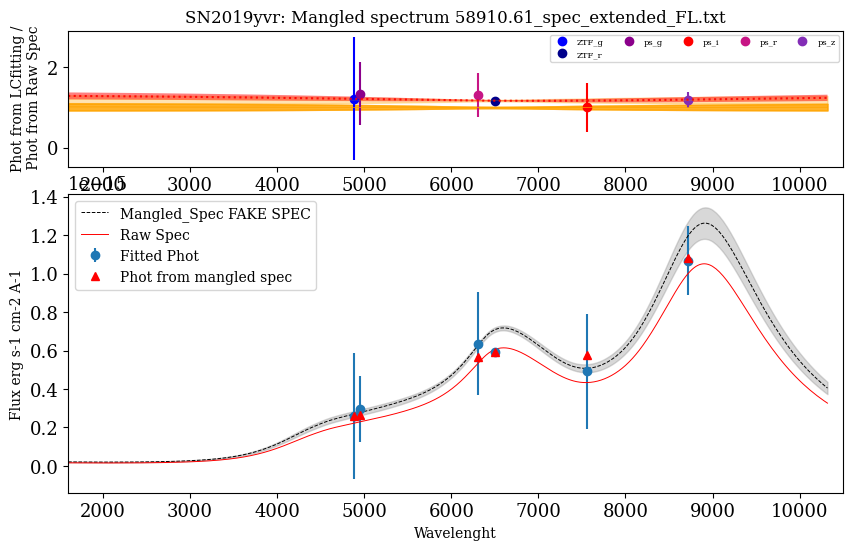 SN2019yvr: Mangled spectrum 58910.61_spec_extended_FL.txt
Phot from LCfitting /
Phot from Raw Spec
2
0
ZTF_g ps_g ps_i ps_r ps_z
ZTF_r
2000 3000 4000 5000 6000 7000 8000 9000 10000
1e−15
Flux erg s-1 cm-2 A-1
1.4
1.2
1.0
0.8
0.6
0.4
0.2
0.0
Mangled_Spec FAKE SPEC
Raw Spec
Fitted Phot
Phot from mangled spec
2000 3000 4000 5000 6000 7000 8000 9000 10000
Wavelenght